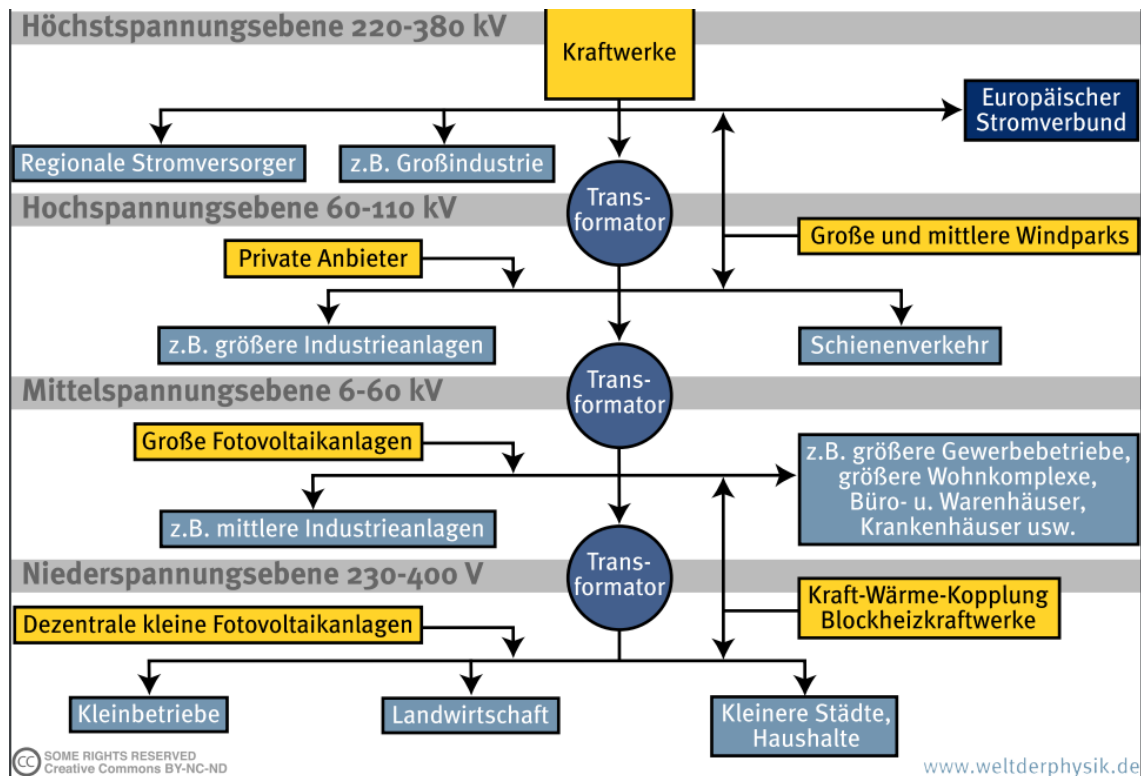 Höchstspannungsebene 220-380 kV
Kraftwerke
Europäischer
Stromverbund
Regionale Stromversorger
z.B. Großindustrie
Trans-
formator
Hochspannungsebene 60-110 kV
Große und mittlere Windparks
Private Anbieter
z.B. größere Industrieanlagen
Schienenverkehr
Trans-
formator
Mittelspannungsebene 6-60 kV
Große Fotovoltaikanlagen
z.B. größere Gewerbebetriebe,
größere Wohnkomplexe,
Büro- u. Warenhäuser,
Krankenhäuser usw.
z.B. mittlere Industrieanlagen
Trans-
formator
Niederspannungsebene 230-400 V
Kraft-Wärme-Kopplung
Blockheizkraftwerke
Dezentrale kleine Fotovoltaikanlagen
Kleinbetriebe
Landwirtschaft
Kleinere Städte,
Haushalte
cc SOME RIGHTS RESERVED
Creative Commons BY-NC-ND
www.weltderphysik.de